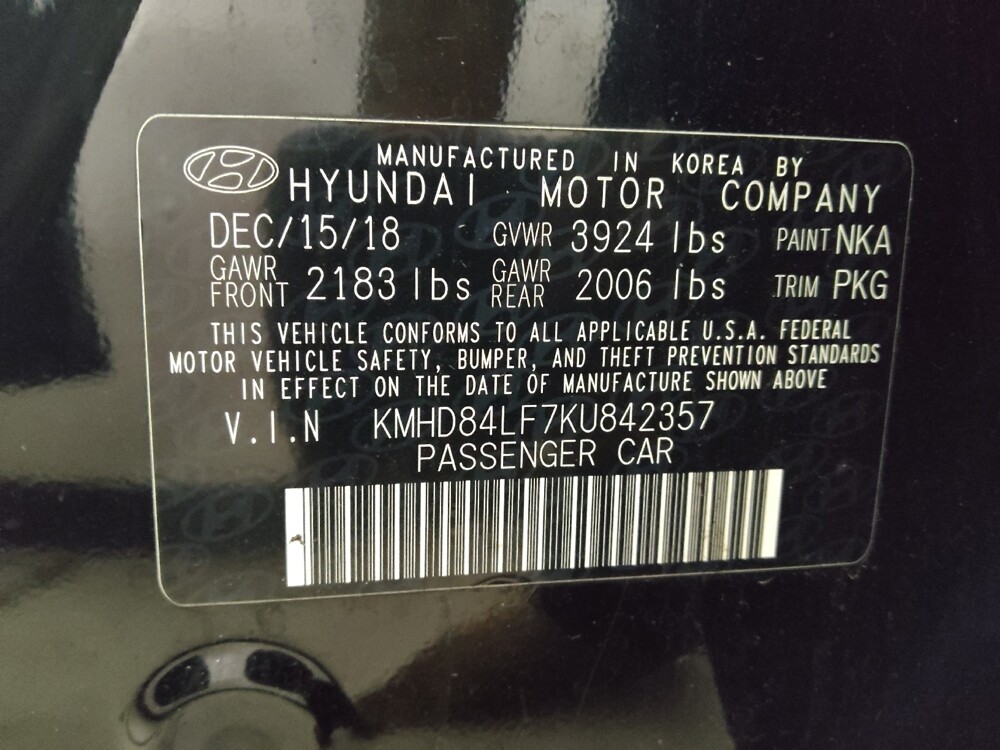 MANUFACTURED IN KOREA BY
HYUNDAI MOTOR COMPANY
DEC/15/18 GVWR 3924 lbs PAINT NKA
GAWR FRONT 2183 lbs GAWR REAR 2006 lbs TRIM PKG
THIS VEHICLE CONFORMS TO ALL APPLICABLE U.S.A. FEDERAL
MOTOR VEHICLE SAFETY, BUMPER, AND THEFT PREVENTION STANDARDS
IN EFFECT ON THE DATE OF MANUFACTURE SHOWN ABOVE
V.I.N KMHD84LF7KU842357
PASSENGER CAR